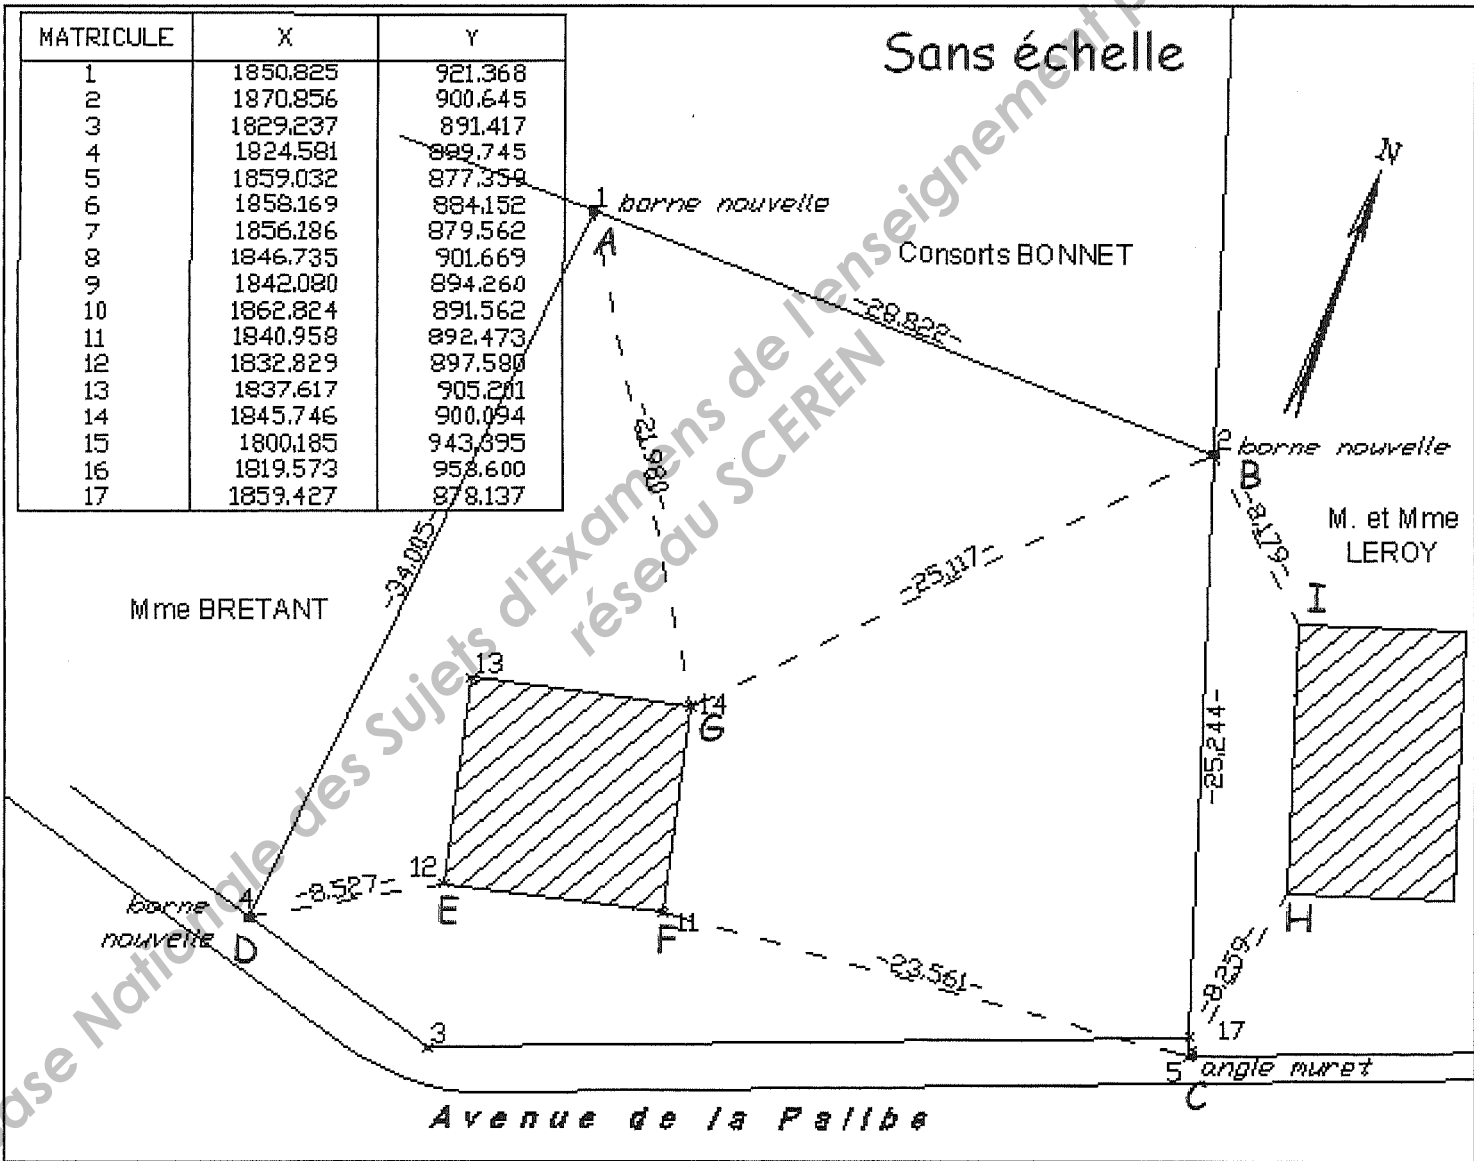 MATRICULE X Y
1 1850.825 921.368
2 1870.856 900.645
3 1829.237 891.417
4 1824.581 899.745
5 1859.032 877.359
6 1858.169 884.152
7 1856.186 879.562
8 1846.735 901.669
9 1842.080 894.260
10 1862.824 891.562
11 1840.958 892.473
12 1832.829 897.580
13 1837.617 905.201
14 1845.746 900.094
15 1800.185 943.395
16 1819.573 958.600
17 1859.427 878.137
Sans échelle
N
1 borne nouvelle
A
Consorts BONNET
-28.822-
2 borne nouvelle
B
-8.179-
M. et Mme
LEROY
I
-21.960-
-25.117-
-34.005-
Mme BRETANT
13
14
G
-25.244-
12
-8.527-
E
F
11
H
4
borne
nouvelle
D
-23.561-
-8.259-
3
17
5 angle muret
C
Avenue de la Pallbe
Base Nationale des Sujets d'Examens de l'enseignement
réseau SCEREN